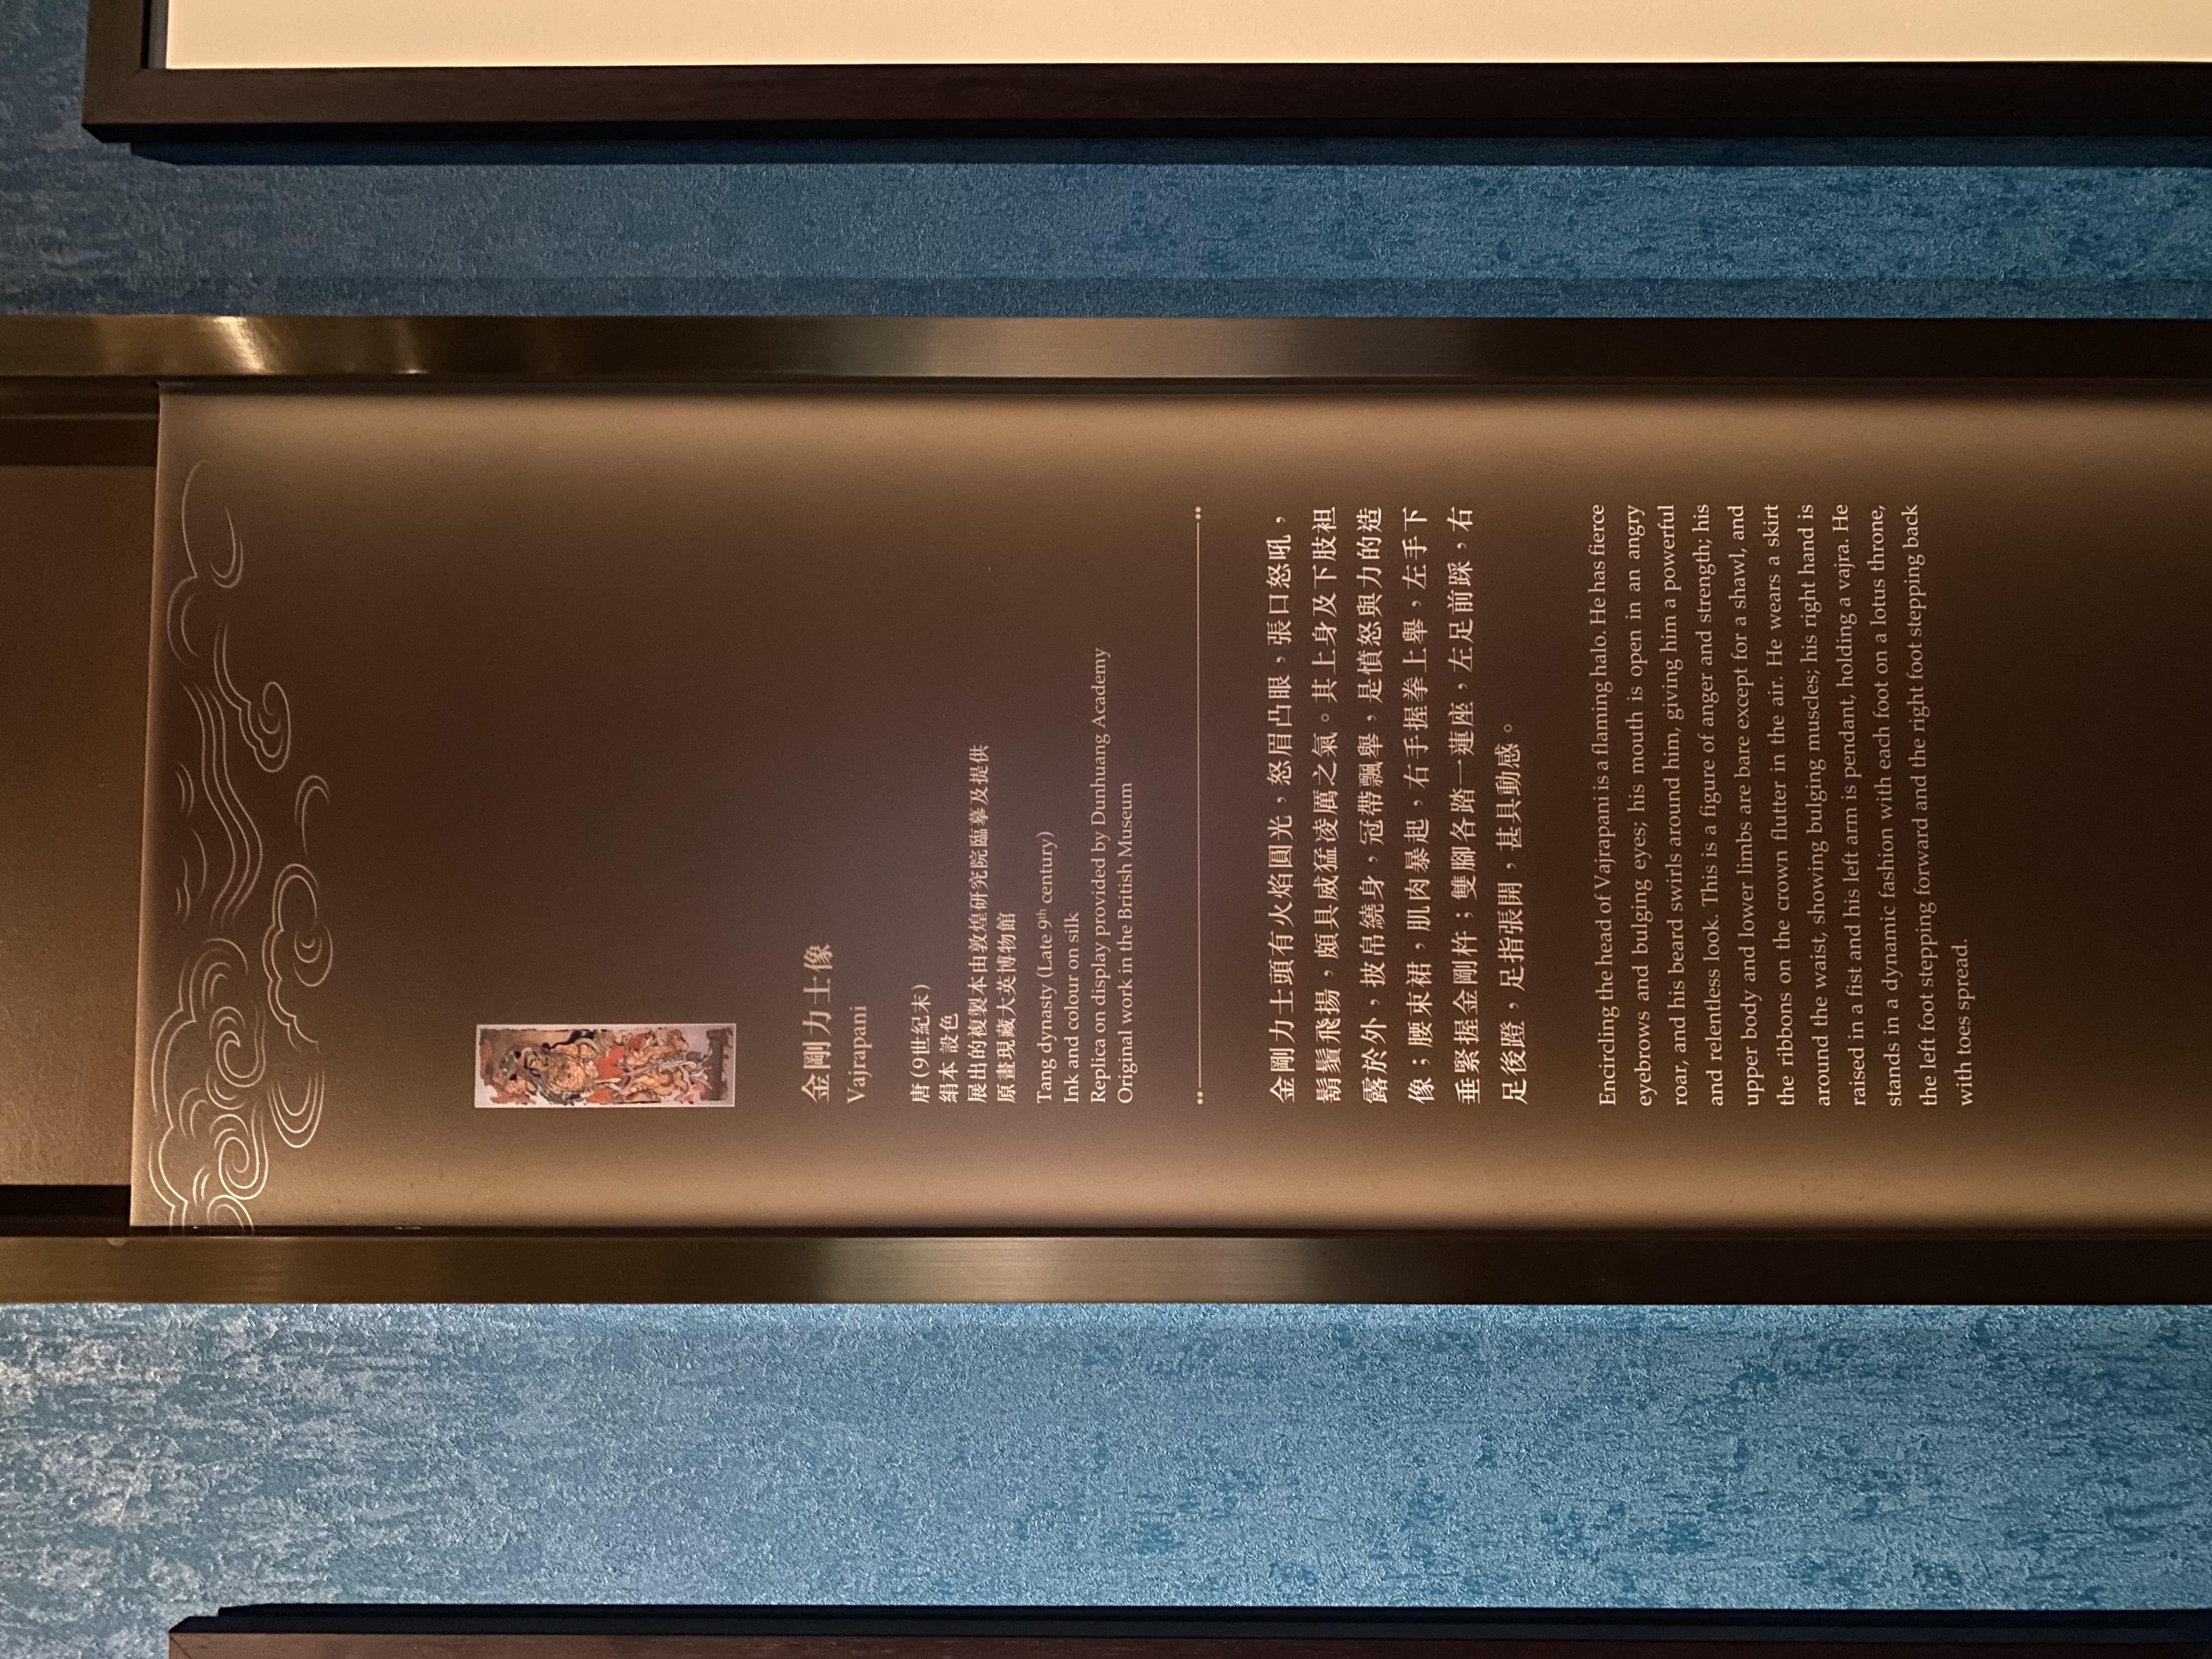 金剛力士像
Vajrapani
唐(9世紀末)
絹本 設色
展出的複製本由敦煌研究院臨摹及提供
原畫現藏大英博物館
Tang dynasty (Late 9th century)
Ink and colour on silk
Replica on display provided by Dunhuang Academy
Original work in the British Museum
金剛力士頭有火焰圓光，怒眉凸眼，張口怒吼，
鬍鬚飛揚，頗具威猛凌厲之氣。其上身及下肢袒
露於外，披帛繞身，冠帶飄舉，是憤怒與力的造
像；腰束裙，肌肉暴起，右手握拳上舉，左手下
垂緊握金剛杵；雙腳各踏一蓮座，左足前踩，右
足後蹬，足指張開，甚具動感。
Encircling the head of Vajrapani is a flaming halo. He has fierce
eyebrows and bulging eyes; his mouth is open in an angry
roar, and his beard swirls around him, giving him a powerful
and relentless look. This is a figure of anger and strength; his
upper body and lower limbs are bare except for a shawl, and
the ribbons on the crown flutter in the air. He wears a skirt
around the waist, showing bulging muscles; his right hand is
raised in a fist and his left arm is pendant, holding a vajra. He
stands in a dynamic fashion with each foot on a lotus throne,
the left foot stepping forward and the right foot stepping back
with toes spread.